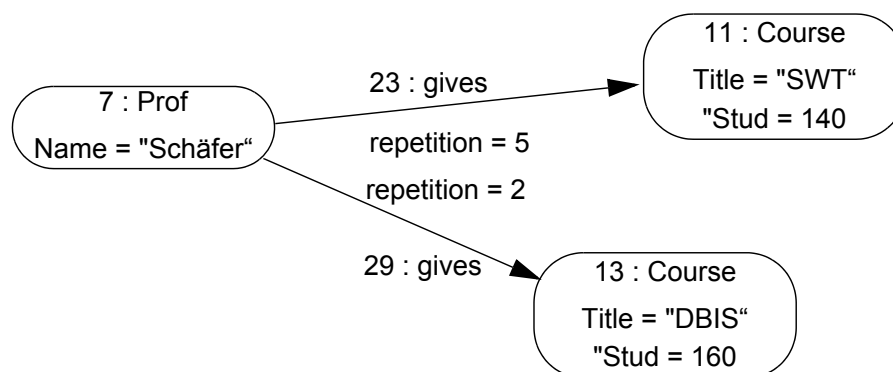 7 : Prof
Name = "Schäfer“
23 : gives
repetition = 5
repetition = 2
29 : gives
11 : Course
Title = "SWT“
"Stud = 140
13 : Course
Title = "DBIS“
"Stud = 160